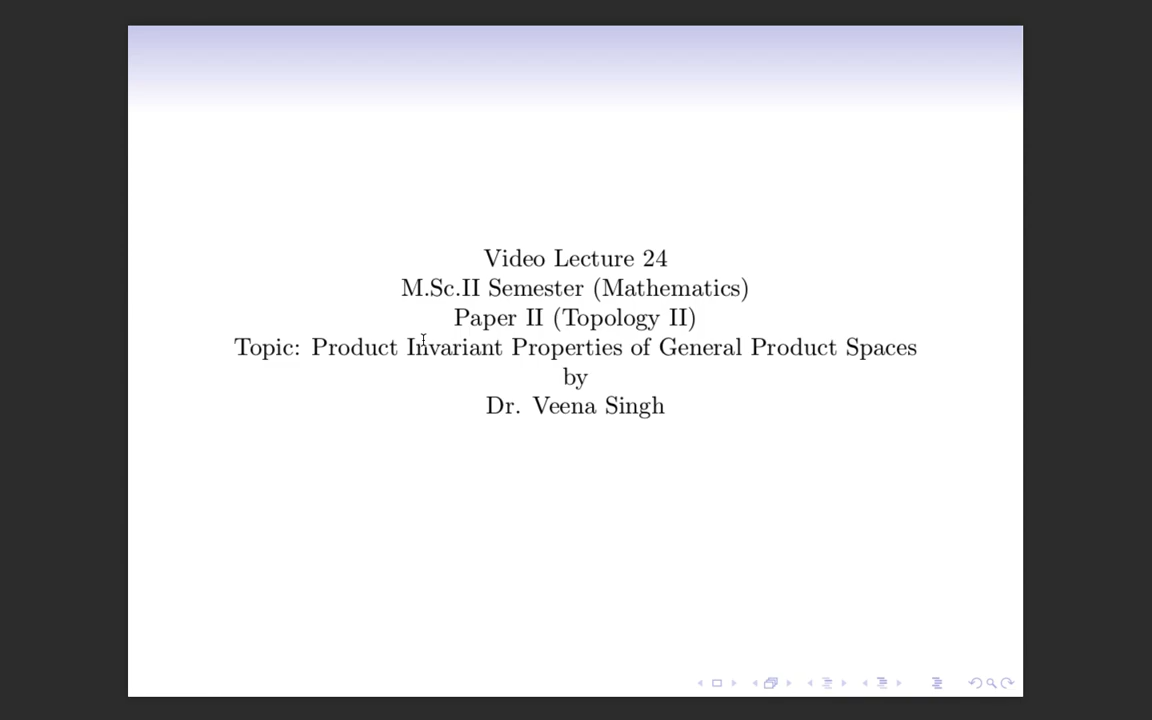 Video Lecture 24
M.Sc.II Semester (Mathematics)
Paper II (Topology II)
Topic: Product Invariant Properties of General Product Spaces
by
Dr. Veena Singh